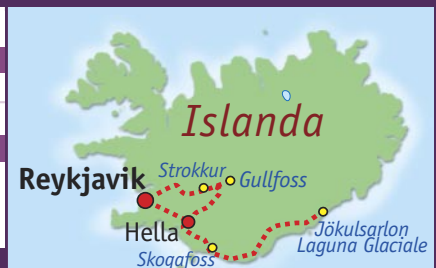 Islanda
Strokkur
Gullfoss
Reykjavik
Hella
Jökulsarlon
Laguna Glaciale
Skogafoss